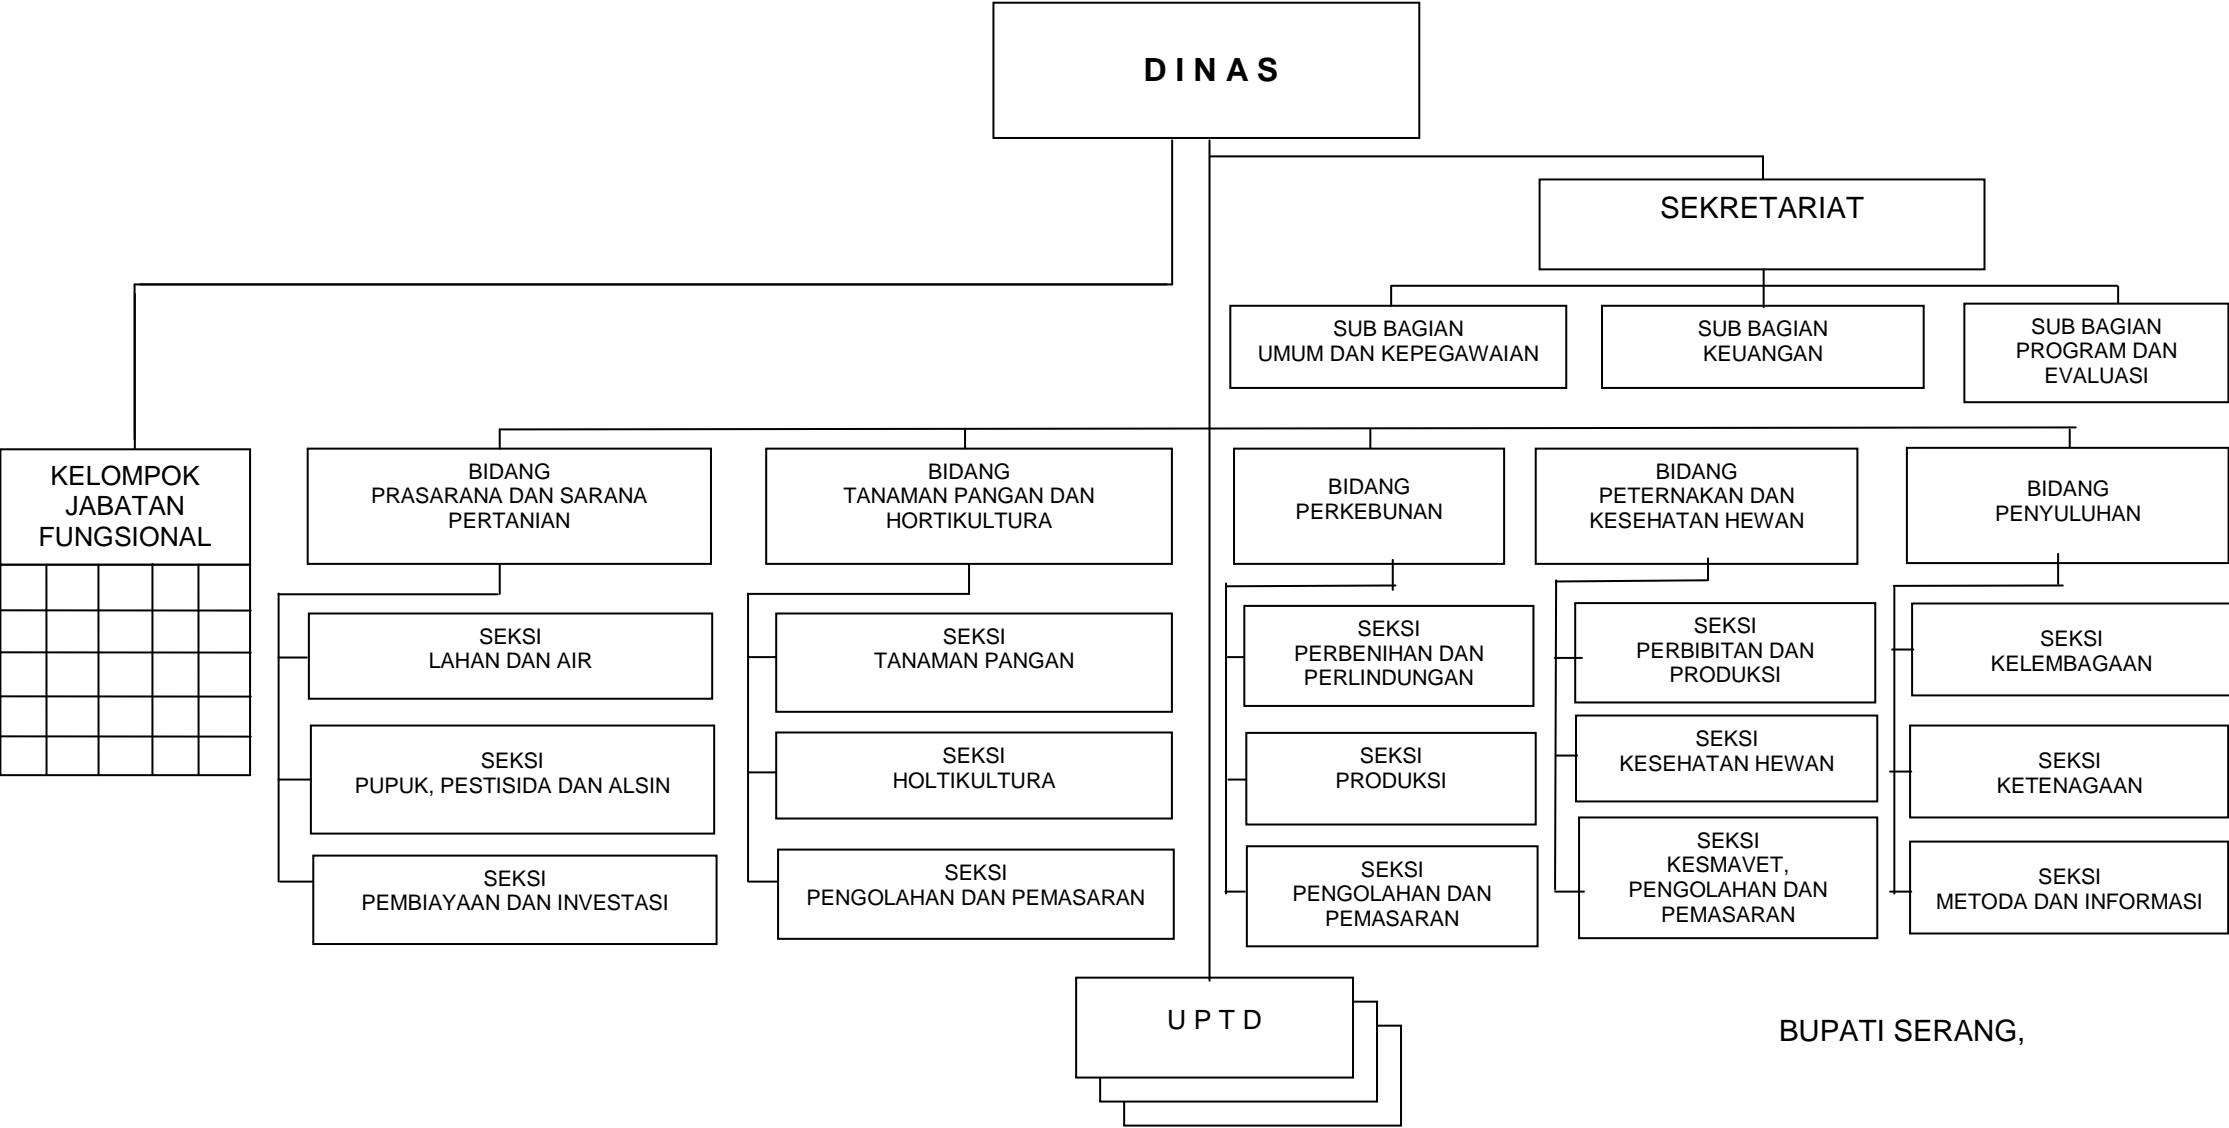 D I N A S
SEKRETARIAT
SUB BAGIAN
UMUM DAN KEPEGAWAIAN
SUB BAGIAN
KEUANGAN
SUB BAGIAN
PROGRAM DAN
EVALUASI
KELOMPOK
JABATAN
FUNGSIONAL
BIDANG
PRASARANA DAN SARANA
PERTANIAN
BIDANG
TANAMAN PANGAN DAN
HORTIKULTURA
BIDANG
PERKEBUNAN
BIDANG
PETERNAKAN DAN
KESEHATAN HEWAN
BIDANG
PENYULUHAN
SEKSI
LAHAN DAN AIR
SEKSI
TANAMAN PANGAN
SEKSI
PERBENIHAN DAN
PERLINDUNGAN
SEKSI
PERBIBITAN DAN
PRODUKSI
SEKSI
KELEMBAGAAN
SEKSI
PUPUK, PESTISIDA DAN ALSIN
SEKSI
HOLTIKULTURA
SEKSI
PRODUKSI
SEKSI
KESEHATAN HEWAN
SEKSI
KETENAGAAN
SEKSI
PEMBIAYAAN DAN INVESTASI
SEKSI
PENGOLAHAN DAN PEMASARAN
SEKSI
PENGOLAHAN DAN
PEMASARAN
SEKSI
KESMAVET,
PENGOLAHAN DAN
PEMASARAN
SEKSI
METODA DAN INFORMASI
U P T D
BUPATI SERANG,